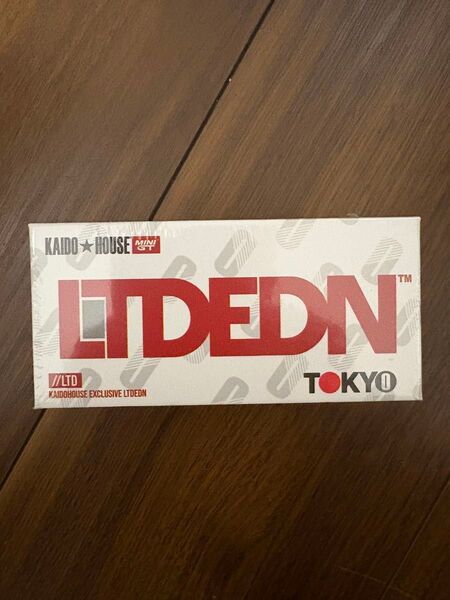 KAIDO★HOUSE MINI GT
LTDEDN™
//LTD
KAIDOHOUSE EXCLUSIVE LTDEDN
TOKYO